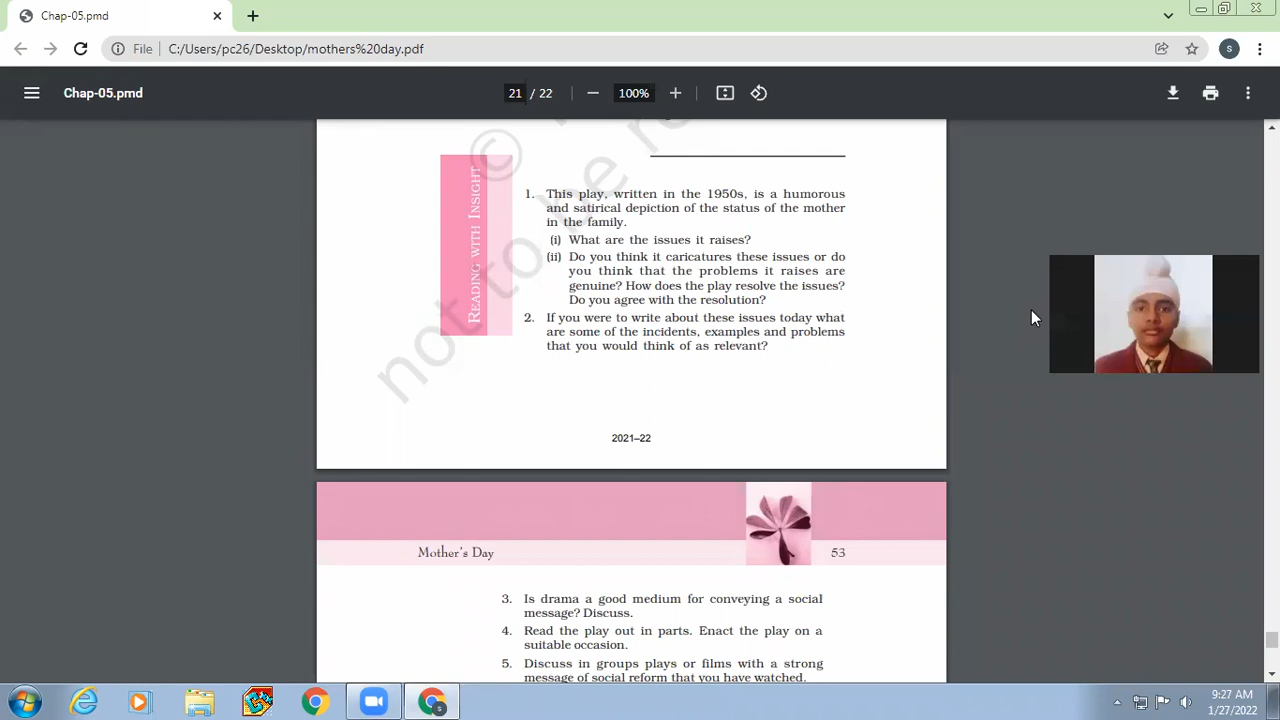 Chap-05.pmd
File
C:/Users/pc26/Desktop/mothers%20day.pdf
S
Chap-05.pmd
21 / 22
100%
©
not to be re
READING WITH INSIGHT
1. This play, written in the 1950s, is a humorous
and satirical depiction of the status of the mother
in the family.
(i) What are the issues it raises?
(ii) Do you think it caricatures these issues or do
you think that the problems it raises are
genuine? How does the play resolve the issues?
Do you agree with the resolution?
2. If you were to write about these issues today what
are some of the incidents, examples and problems
that you would think of as relevant?
2021–22
Mother's Day
53
3. Is drama a good medium for conveying a social
message? Discuss.
4. Read the play out in parts. Enact the play on a
suitable occasion.
5. Discuss in groups plays or films with a strong
message of social reform that you have watched.
9:27 AM
1/27/2022